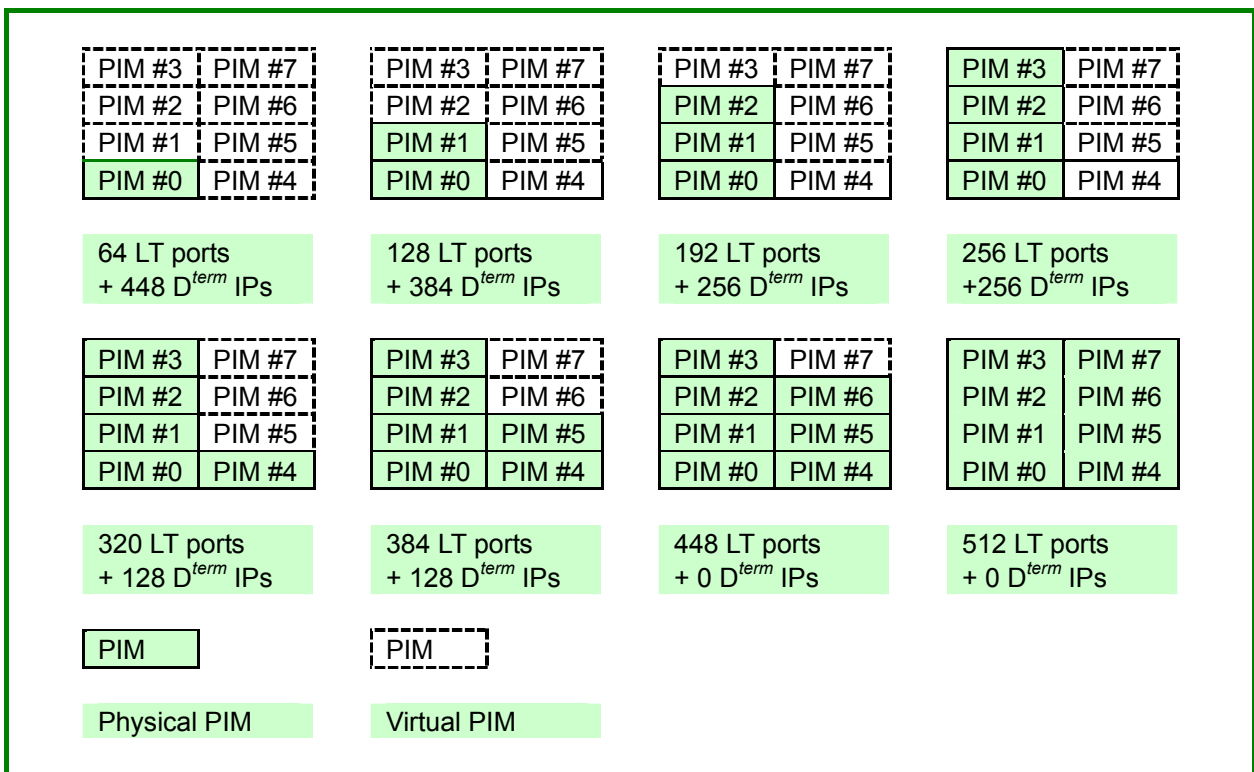 PIM #3 PIM #7 PIM #3 PIM #7 PIM #3 PIM #7 PIM #3 PIM #7
PIM #2 PIM #6 PIM #2 PIM #6 PIM #2 PIM #6 PIM #2 PIM #6
PIM #1 PIM #5 PIM #1 PIM #5 PIM #1 PIM #5 PIM #1 PIM #5
PIM #0 PIM #4 PIM #0 PIM #4 PIM #0 PIM #4 PIM #0 PIM #4
64 LT ports 128 LT ports 192 LT ports 256 LT ports
+ 448 Dterm IPs + 384 Dterm IPs + 256 Dterm IPs +256 Dterm IPs
PIM #3 PIM #7 PIM #3 PIM #7 PIM #3 PIM #7 PIM #3 PIM #7
PIM #2 PIM #6 PIM #2 PIM #6 PIM #2 PIM #6 PIM #2 PIM #6
PIM #1 PIM #5 PIM #1 PIM #5 PIM #1 PIM #5 PIM #1 PIM #5
PIM #0 PIM #4 PIM #0 PIM #4 PIM #0 PIM #4 PIM #0 PIM #4
320 LT ports 384 LT ports 448 LT ports 512 LT ports
+ 128 Dterm IPs + 128 Dterm IPs + 0 Dterm IPs + 0 Dterm IPs
PIM PIM
Physical PIM Virtual PIM